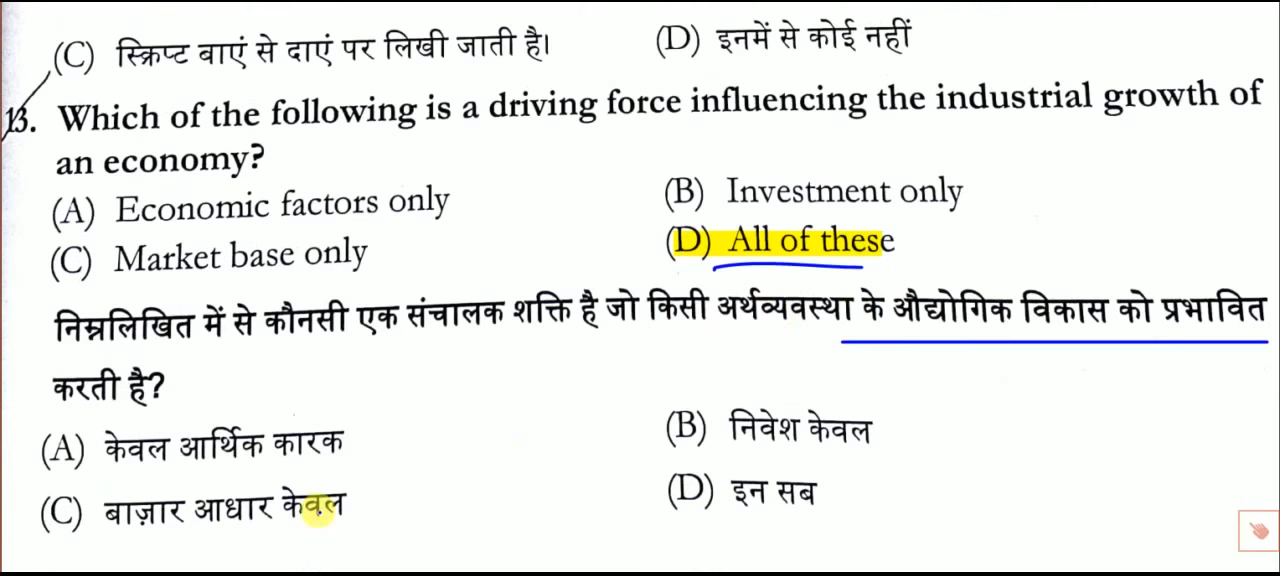 (C) स्क्रिप्ट बाएं से दाएं पर लिखी जाती है। (D) इनमें से कोई नहीं
13. Which of the following is a driving force influencing the industrial growth of
an economy?
(A) Economic factors only (B) Investment only
(C) Market base only (D) All of these
निम्नलिखित में से कौनसी एक संचालक शक्ति है जो किसी अर्थव्यवस्था के औद्योगिक विकास को प्रभावित
करती है?
(A) केवल आर्थिक कारक (B) निवेश केवल
(C) बाज़ार आधार केवल (D) इन सब